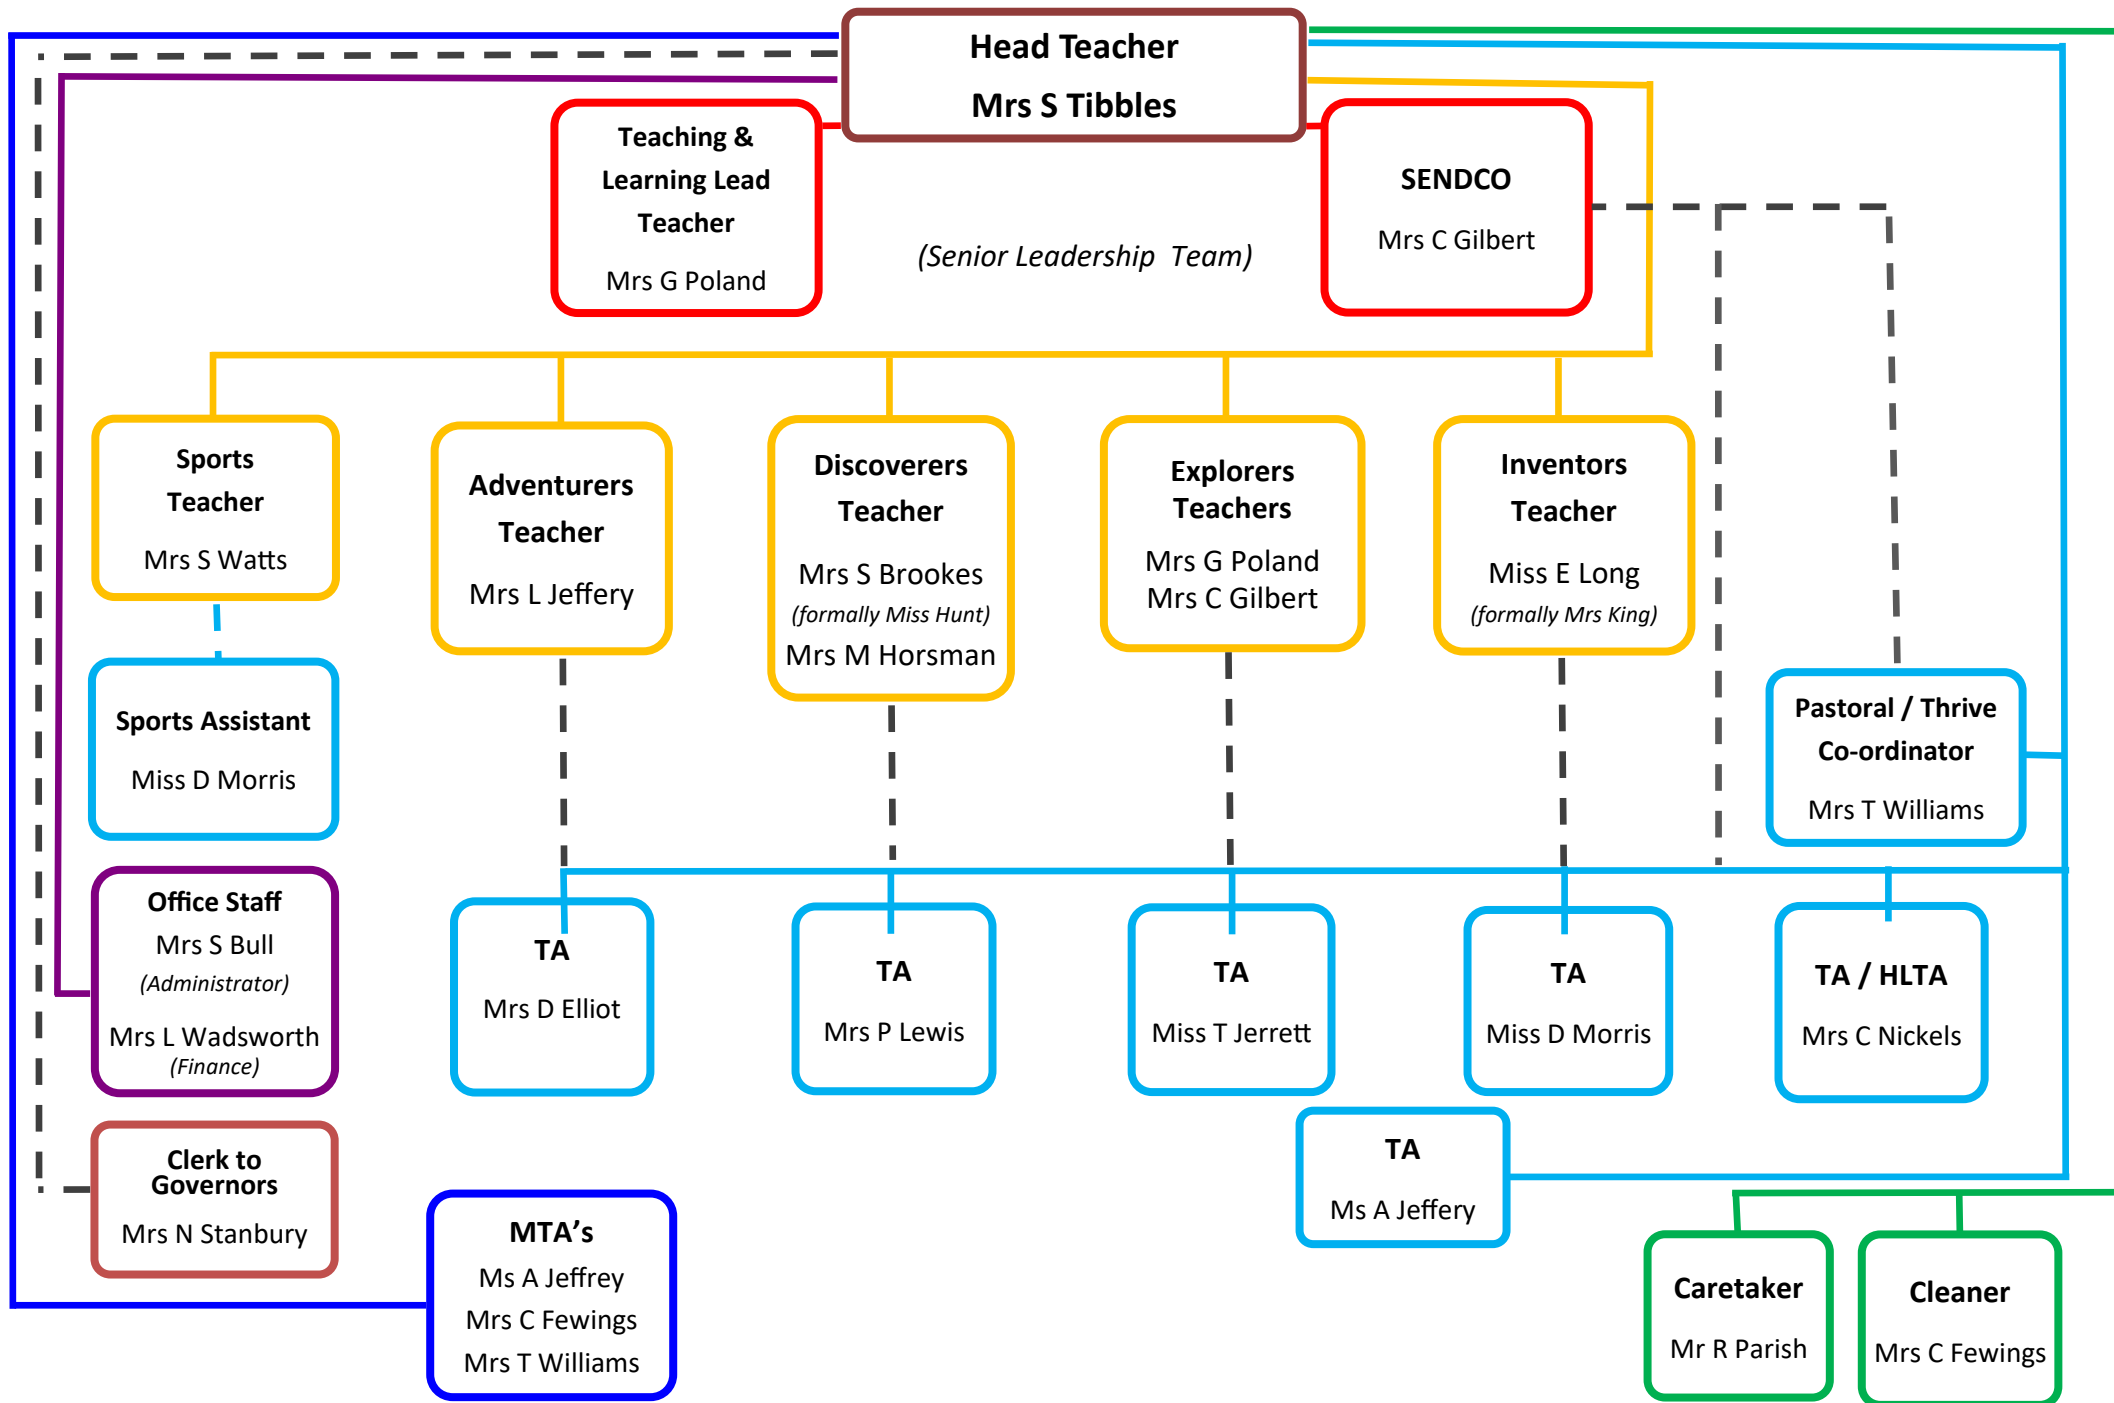 Head Teacher
Mrs S Tibbles
Teaching &
Learning Lead
Teacher
Mrs G Poland
(Senior Leadership Team)
SENDCO
Mrs C Gilbert
Sports
Teacher
Mrs S Watts
Adventurers
Teacher
Mrs L Jeffery
Discoverers
Teacher
Mrs S Brookes
(formally Miss Hunt)
Mrs M Horsman
Explorers
Teachers
Mrs G Poland
Mrs C Gilbert
Inventors
Teacher
Miss E Long
(formally Mrs King)
Sports Assistant
Miss D Morris
Pastoral / Thrive
Co-ordinator
Mrs T Williams
Office Staff
Mrs S Bull
(Administrator)
Mrs L Wadsworth
(Finance)
TA
Mrs D Elliot
TA
Mrs P Lewis
TA
Miss T Jerrett
TA
Miss D Morris
TA / HLTA
Mrs C Nickels
Clerk to
Governors
Mrs N Stanbury
MTA’s
Ms A Jeffrey
Mrs C Fewings
Mrs T Williams
TA
Ms A Jeffery
Caretaker
Mr R Parish
Cleaner
Mrs C Fewings